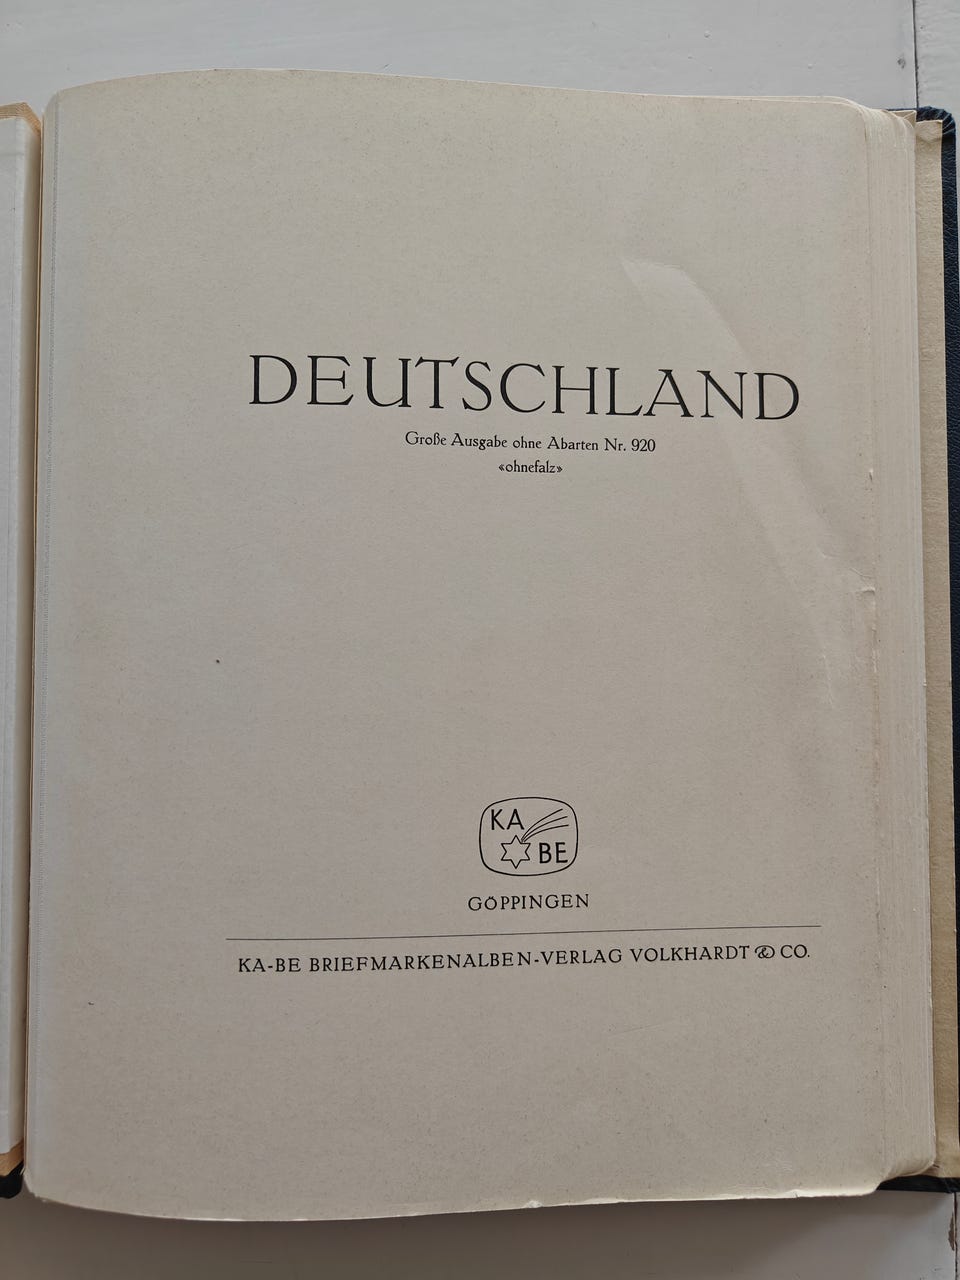 DEUTSCHLAND
Große Ausgabe ohne Abarten Nr. 920
«ohnefalz»
KA
BE
GÖPPINGEN
KA-BE BRIEFMARKENALBEN-VERLAG VOLKHARDT & CO.